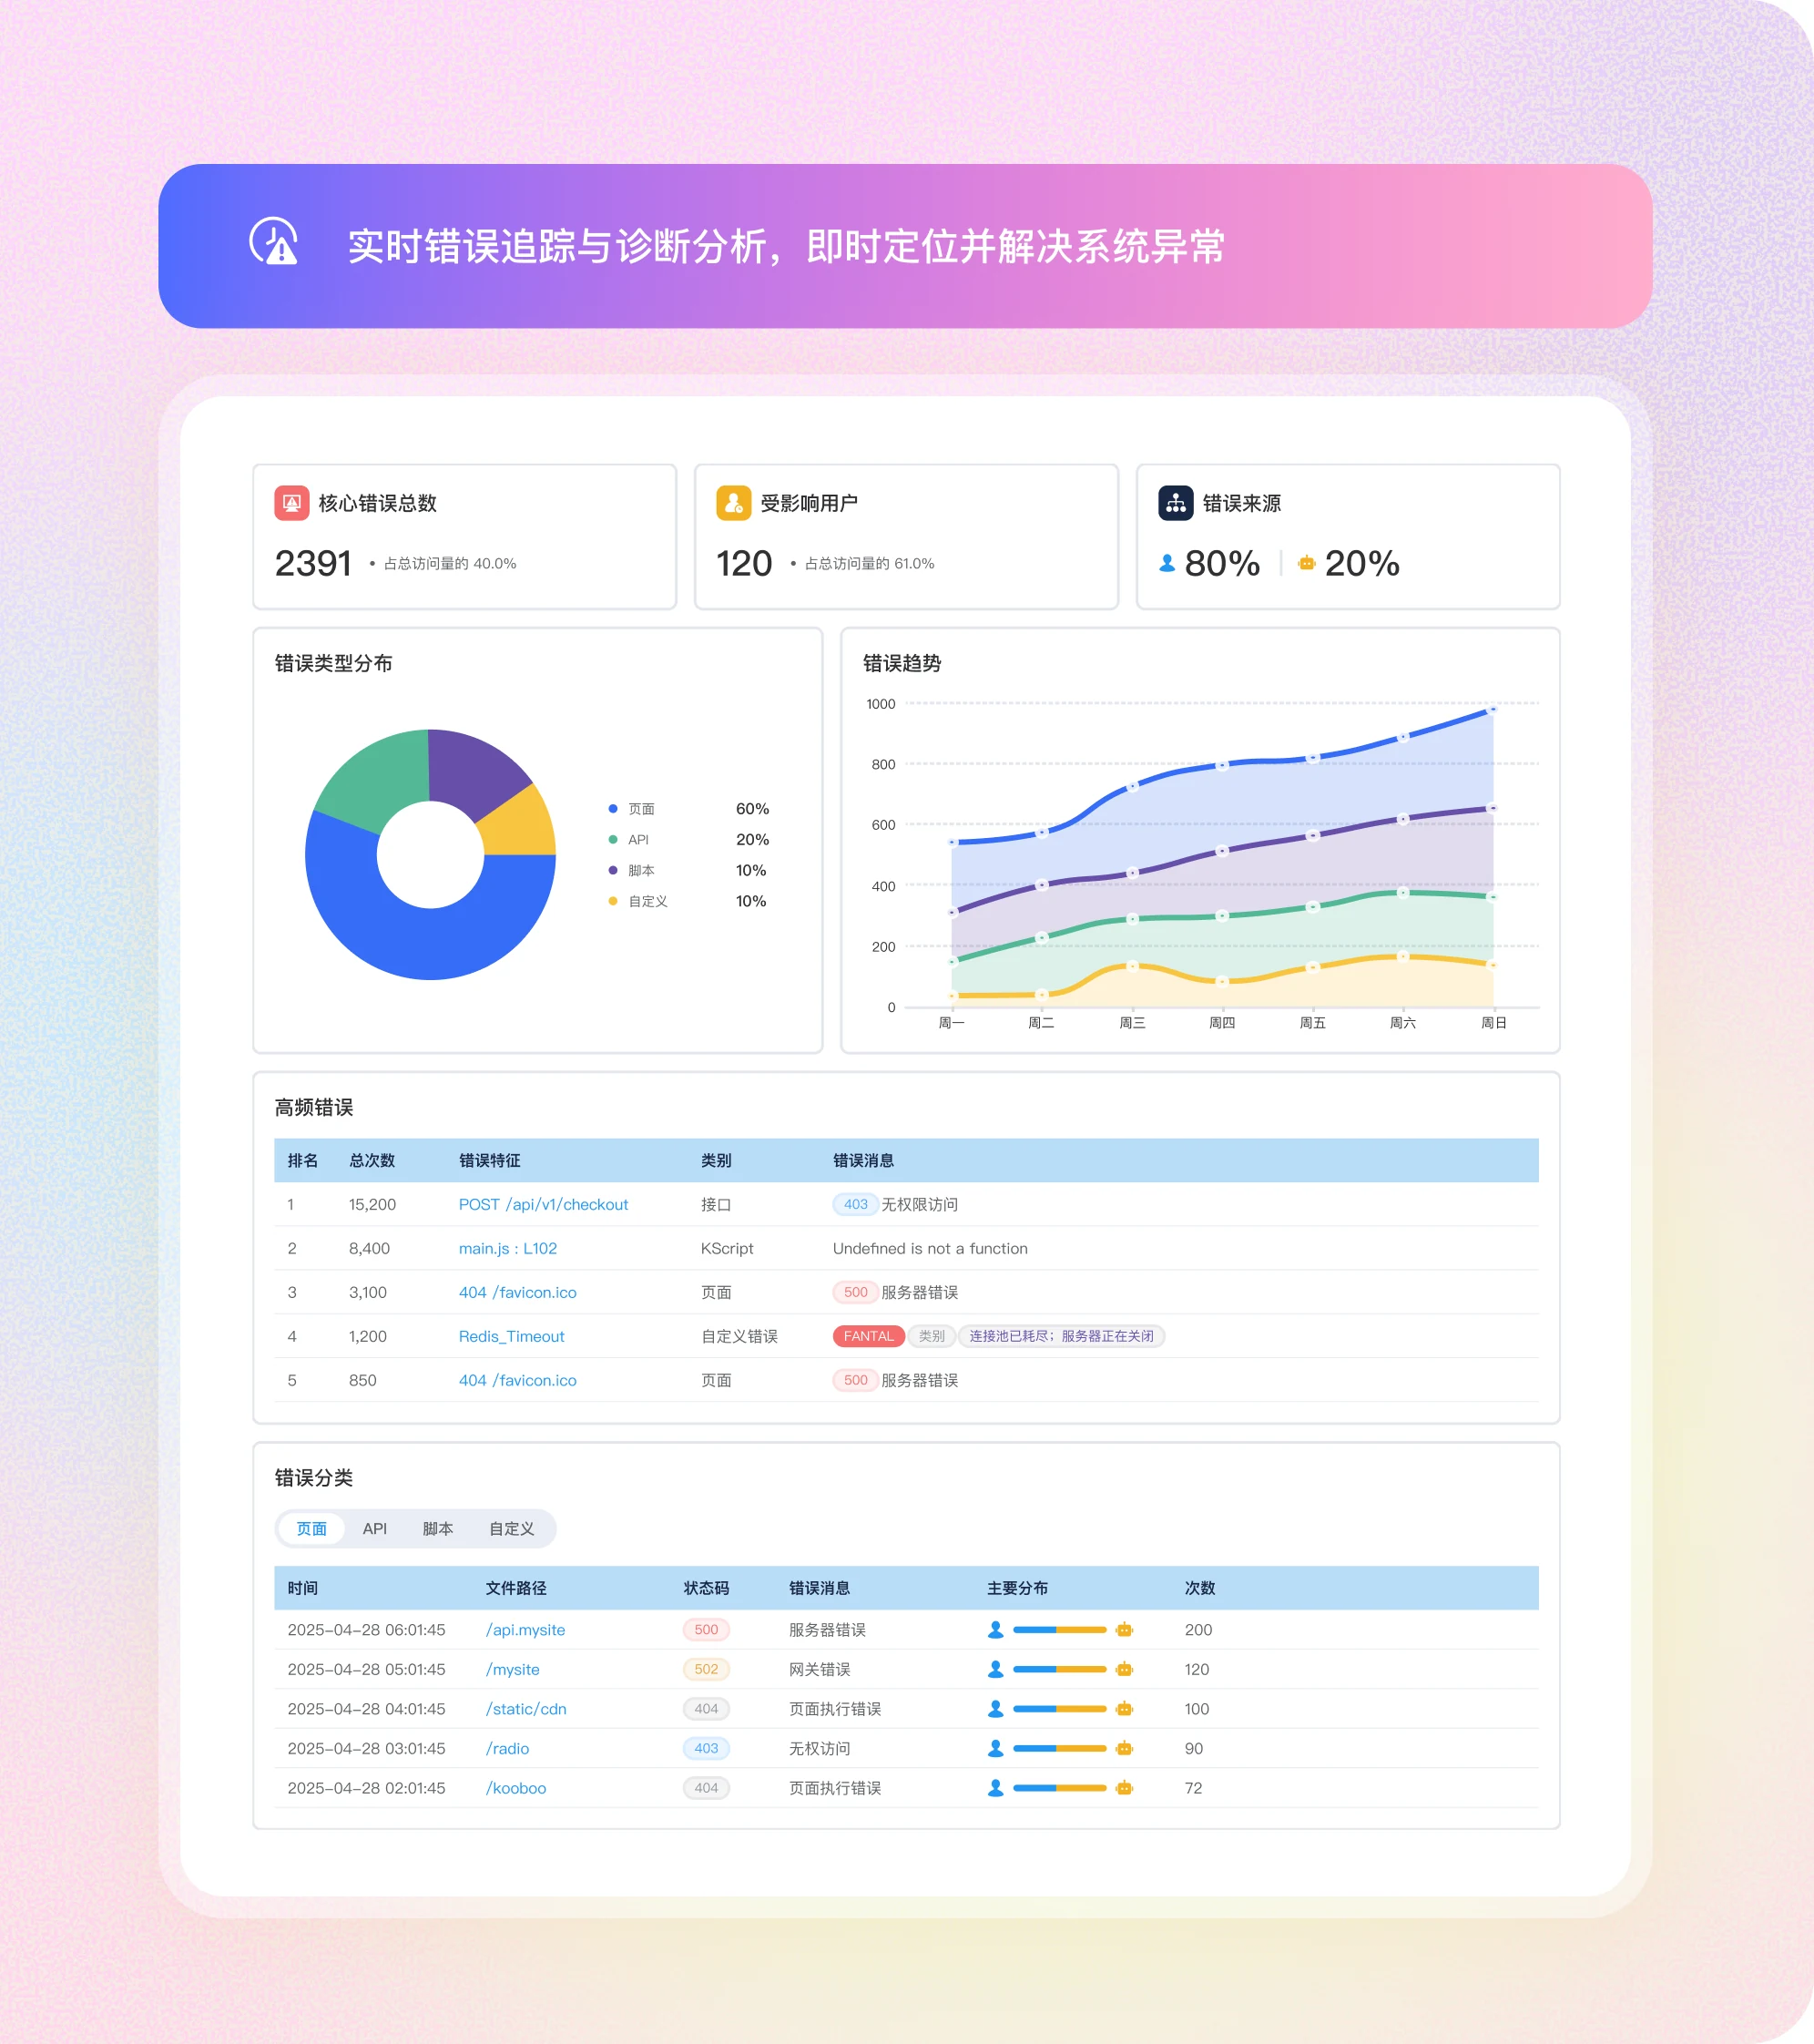 实时错误追踪与诊断分析，即时定位并解决系统异常
核心错误总数
2391 • 占总访问量的 40.0%
受影响用户
120 • 占总访问量的 61.0%
错误来源
80% 20%
错误类型分布
页面 60%
API 20%
脚本 10%
自定义 10%
错误趋势
1000
800
600
400
200
0
周一 周二 周三 周四 周五 周六 周日
高频错误
排名 总次数 错误特征 类别 错误消息
1 15,200 POST /api/v1/checkout 接口 403 无权限访问
2 8,400 main.js : L102 KScript Undefined is not a function
3 3,100 404 /favicon.ico 页面 500 服务器错误
4 1,200 Redis_Timeout 自定义错误 FANTAL 类别 连接池已耗尽；服务器正在关闭
5 850 404 /favicon.ico 页面 500 服务器错误
错误分类
页面 API 脚本 自定义
时间 文件路径 状态码 错误消息 主要分布 次数
2025-04-28 06:01:45 /api.mysite 500 服务器错误 200
2025-04-28 05:01:45 /mysite 502 网关错误 120
2025-04-28 04:01:45 /static/cdn 404 页面执行错误 100
2025-04-28 03:01:45 /radio 403 无权访问 90
2025-04-28 02:01:45 /kooboo 404 页面执行错误 72